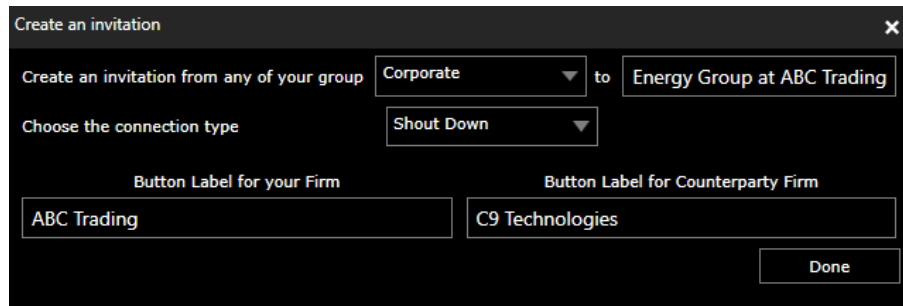 Create an invitation
Create an invitation from any of your group Corporate to Energy Group at ABC Trading
Choose the connection type Shout Down
Button Label for your Firm Button Label for Counterparty Firm
ABC Trading C9 Technologies
Done